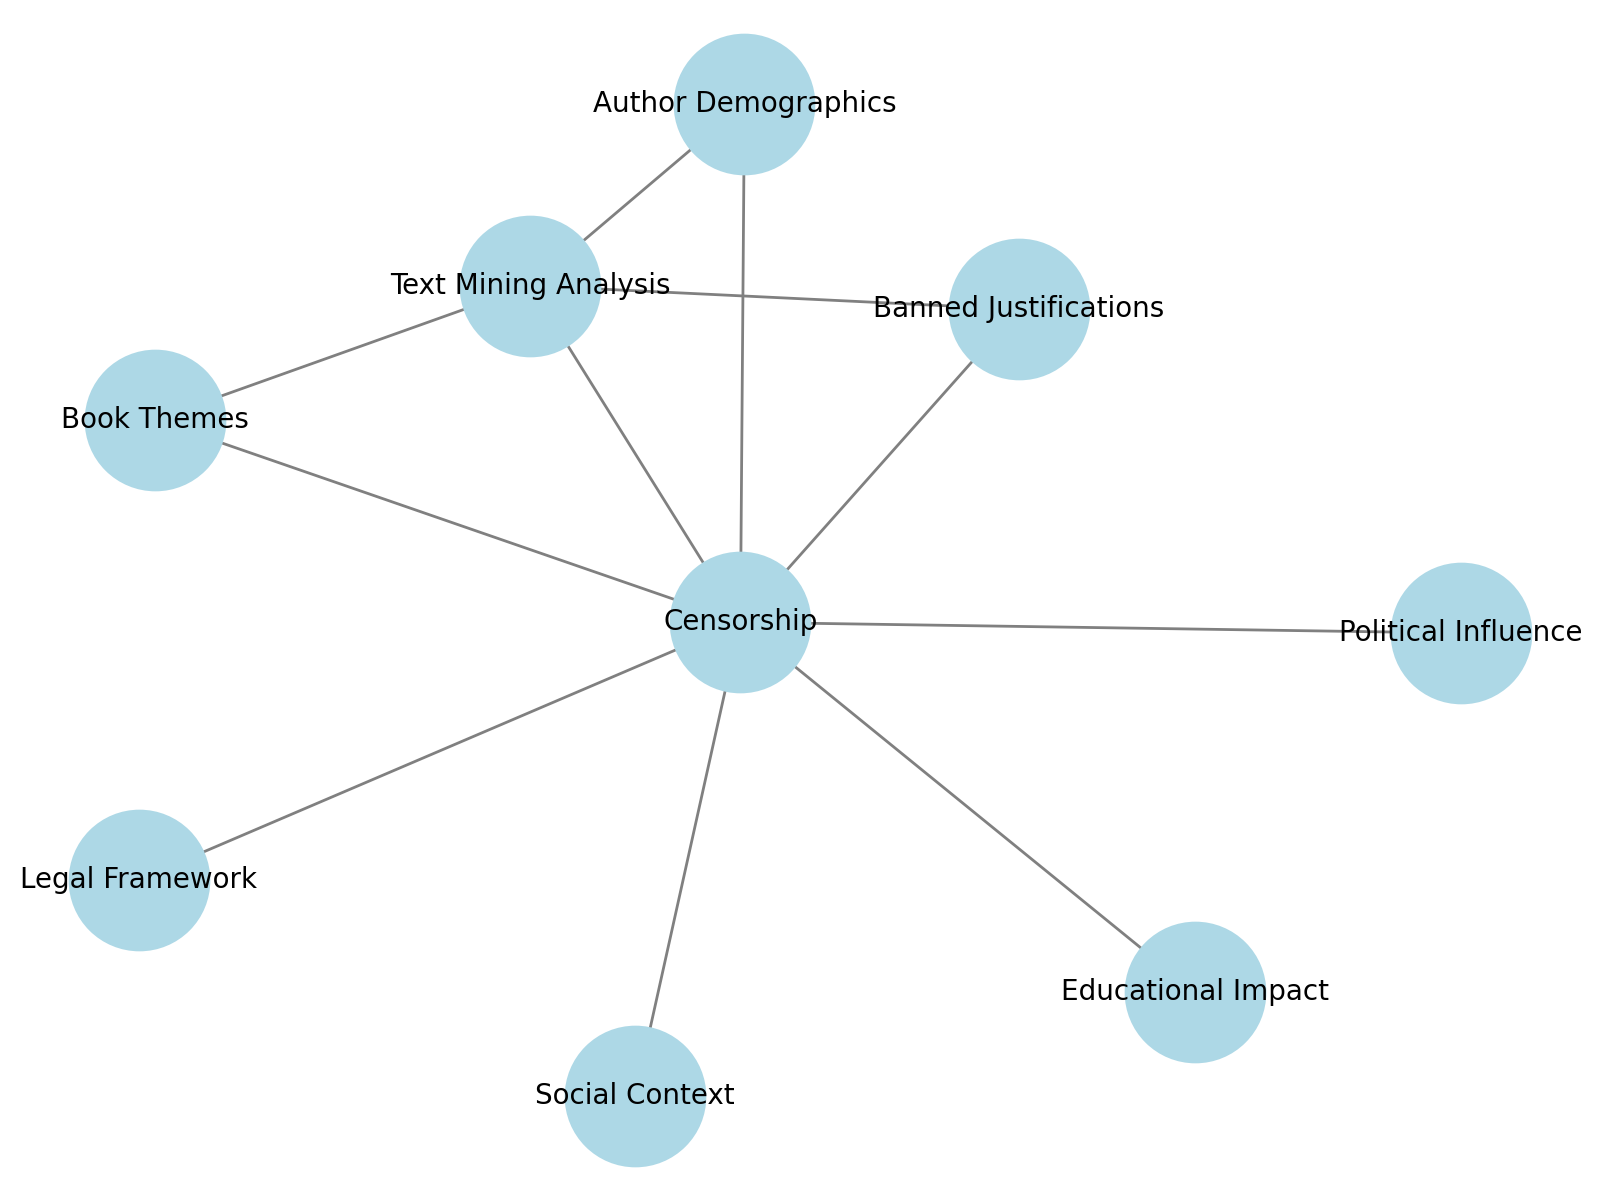 Author Demographics
Text Mining Analysis
Banned Justifications
Book Themes
Censorship
Political Influence
Legal Framework
Educational Impact
Social Context